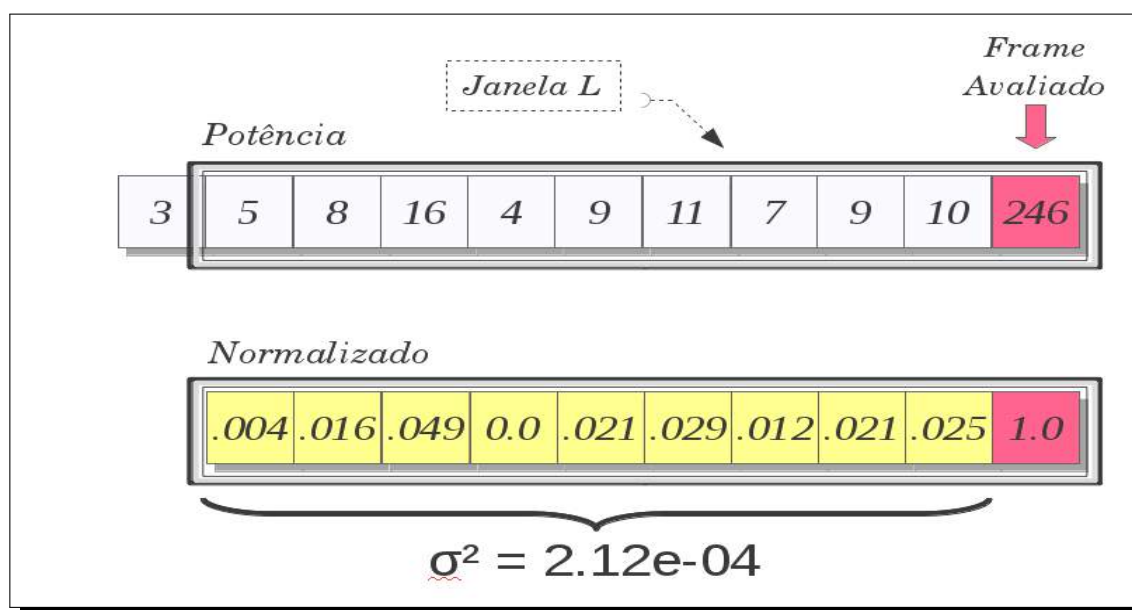 Frame
Avaliado
Janela L
Potência
3 5 8 16 4 9 11 7 9 10 246
Normalizado
.004 .016 .049 0.0 .021 .029 .012 .021 .025 1.0
σ² = 2.12e-04